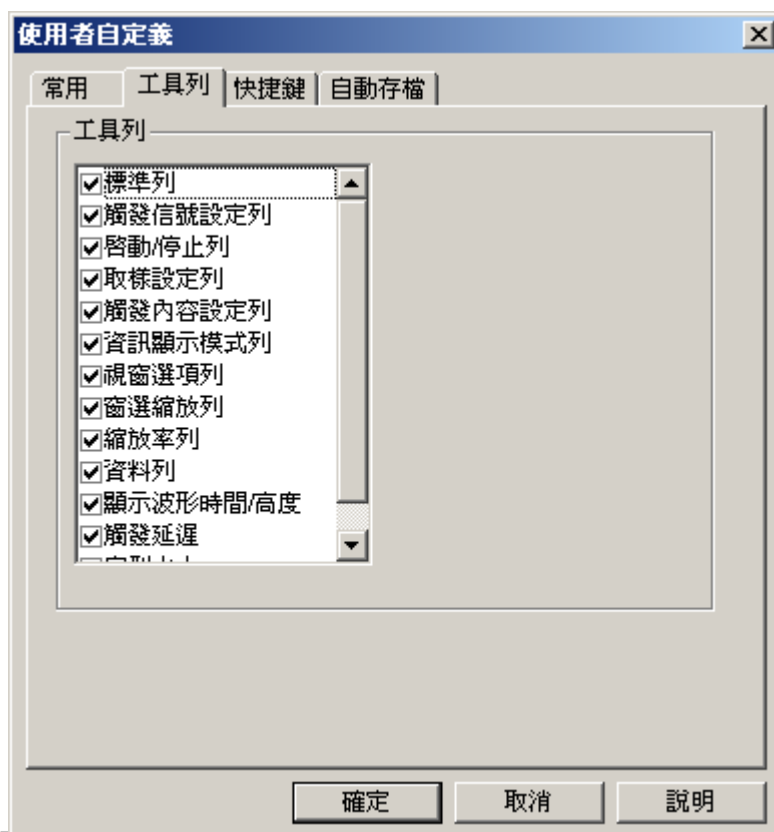 使用者自定義
常用 工具列 快捷鍵 自動存檔
工具列
標準列
觸發信號設定列
啓動/停止列
取樣設定列
觸發內容設定列
資訊顯示模式列
視窗選項列
窗選縮放列
縮放率列
資料列
顯示波形時間/高度
觸發延遲
確定 取消 說明